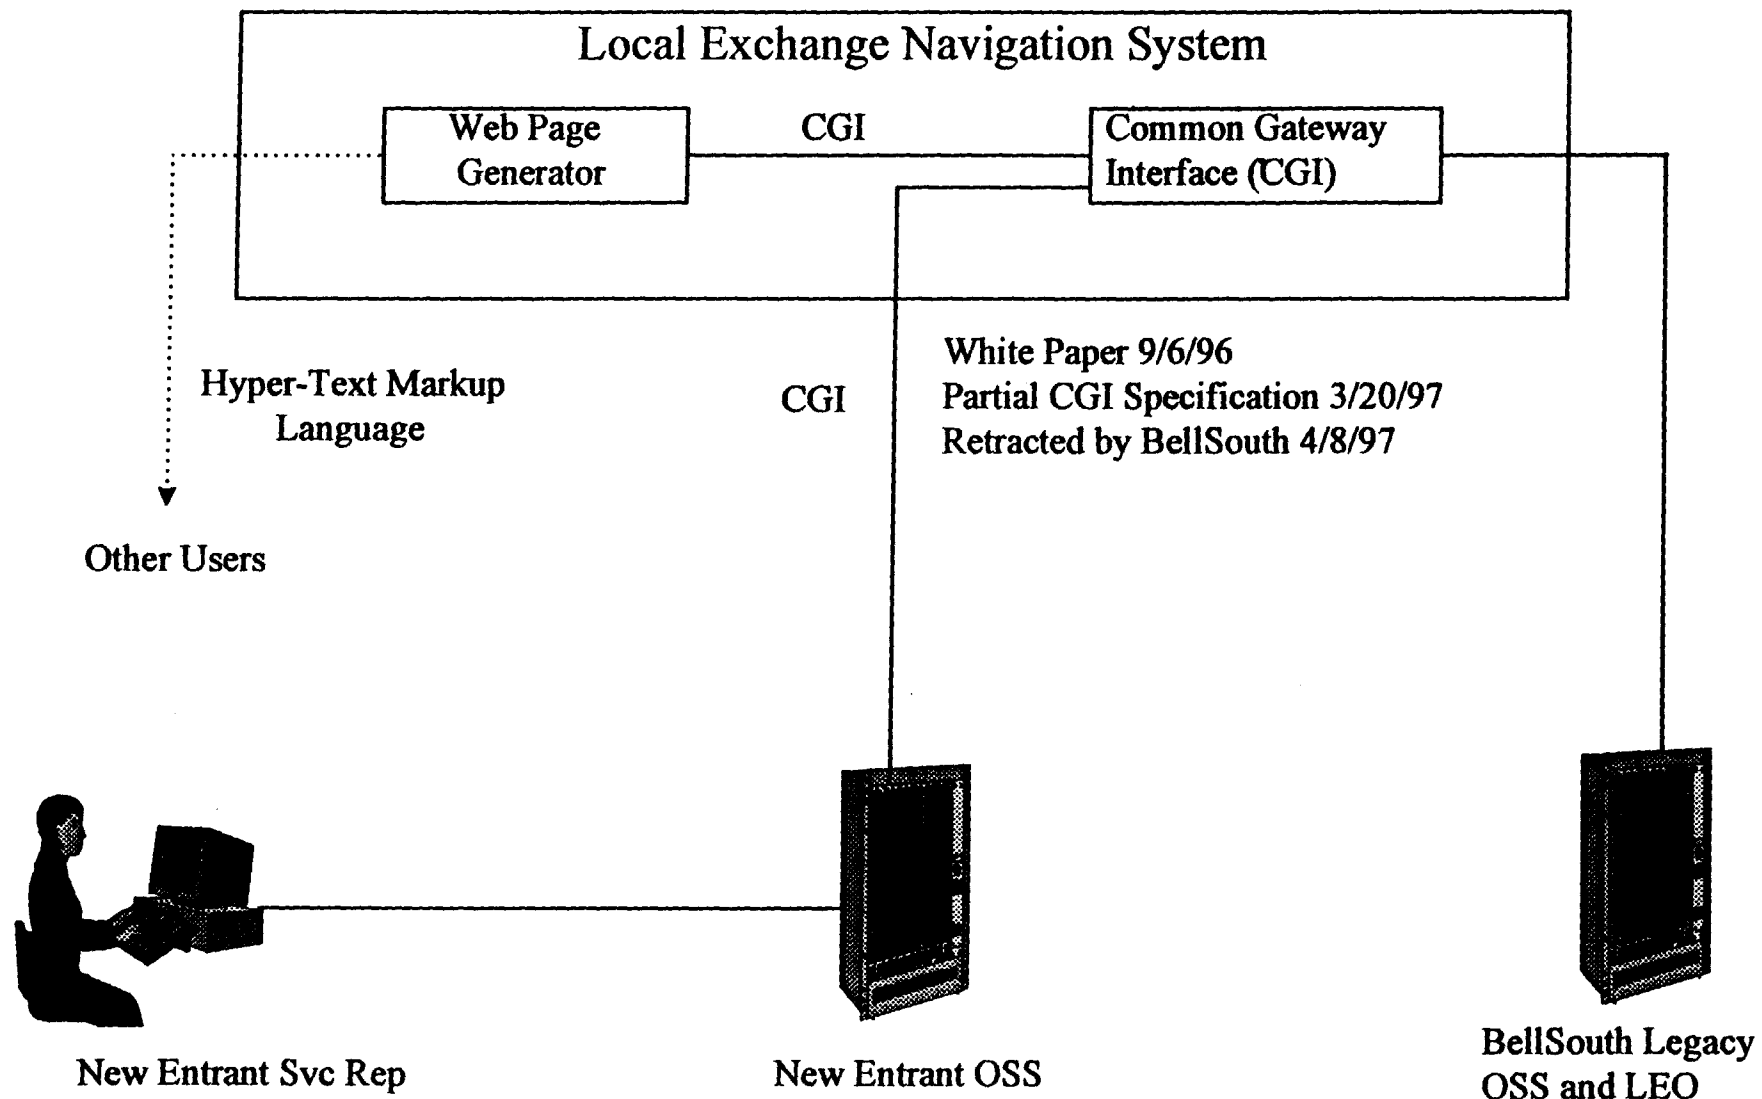 Local Exchange Navigation System
Web Page
Generator
CGI
Common Gateway
Interface (CGI)
Hyper-Text Markup
Language
CGI
White Paper 9/6/96
Partial CGI Specification 3/20/97
Retracted by BellSouth 4/8/97
Other Users
New Entrant Svc Rep
New Entrant OSS
BellSouth Legacy
OSS and LEO